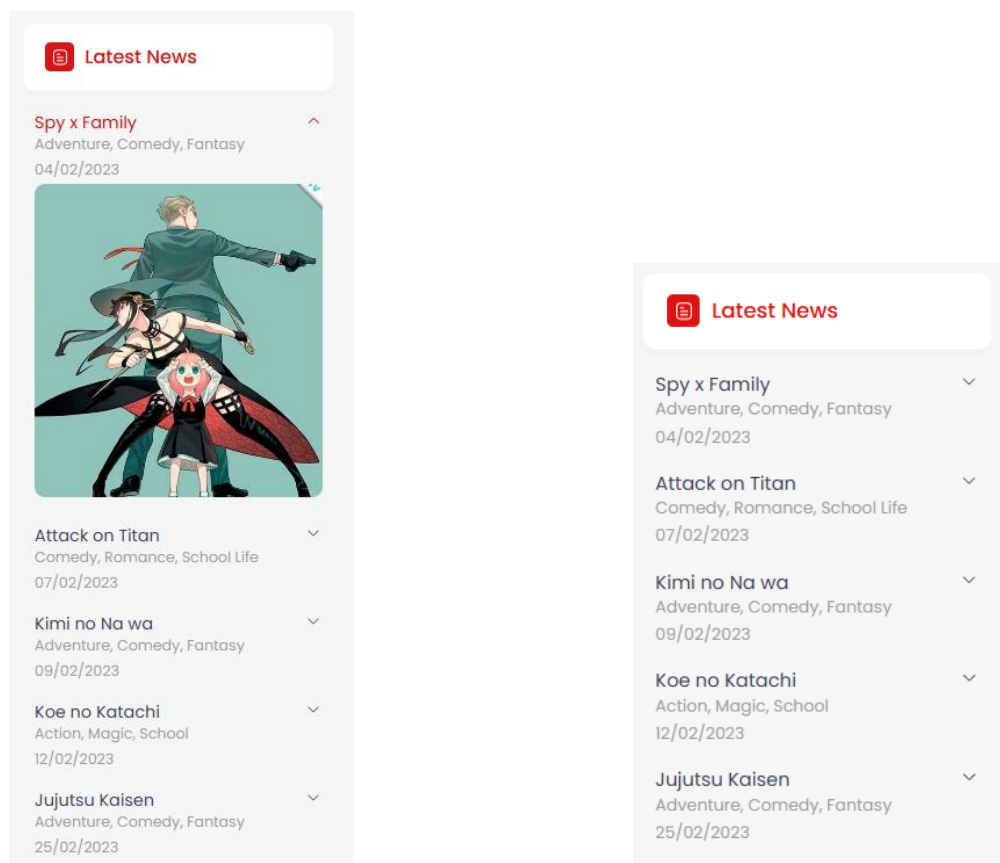 Latest News
Spy x Family
Adventure, Comedy, Fantasy
04/02/2023
Attack on Titan
Comedy, Romance, School Life
07/02/2023
Kimi no Na wa
Adventure, Comedy, Fantasy
09/02/2023
Koe no Katachi
Action, Magic, School
12/02/2023
Jujutsu Kaisen
Adventure, Comedy, Fantasy
25/02/2023
Latest News
Spy x Family
Adventure, Comedy, Fantasy
04/02/2023
Attack on Titan
Comedy, Romance, School Life
07/02/2023
Kimi no Na wa
Adventure, Comedy, Fantasy
09/02/2023
Koe no Katachi
Action, Magic, School
12/02/2023
Jujutsu Kaisen
Adventure, Comedy, Fantasy
25/02/2023